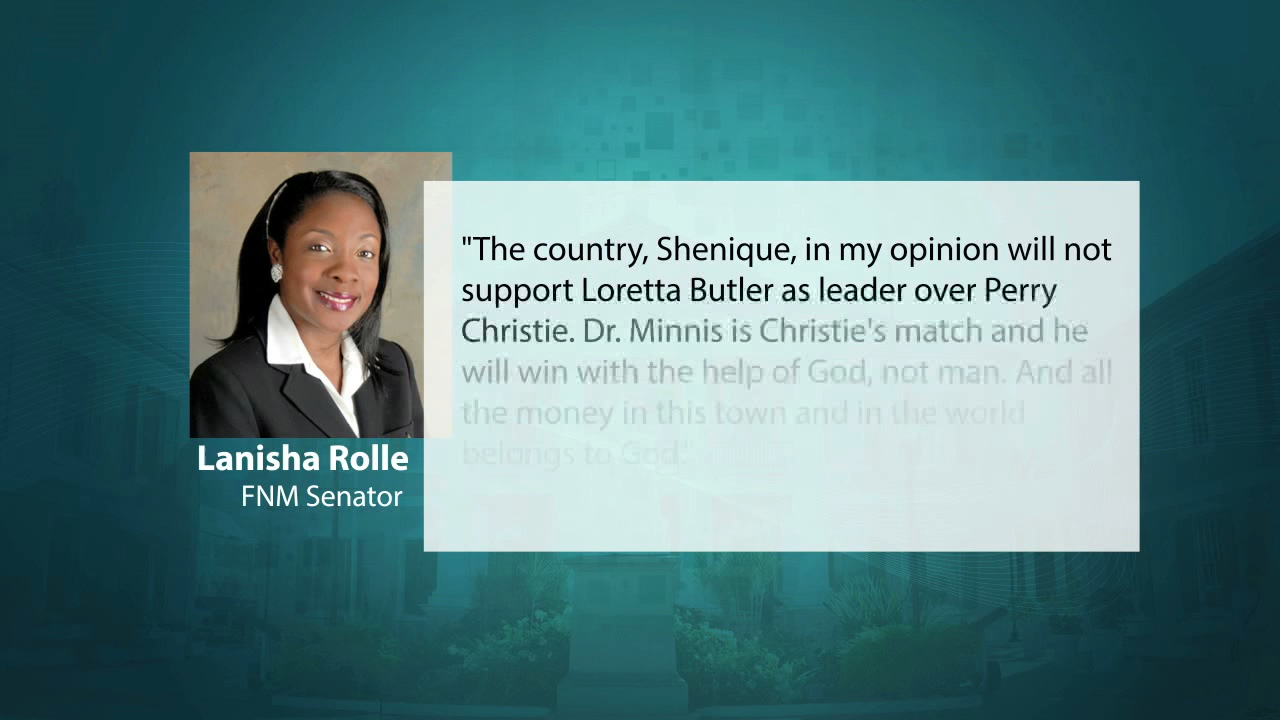 "The country, Shenique, in my opinion will not
support Loretta Butler as leader over Perry
Christie. Dr. Minnis is Christie's match and he
will win with the help of God, not man. And all
the money in this town and in the world
belongs to God."
Lanisha Rolle
FNM Senator